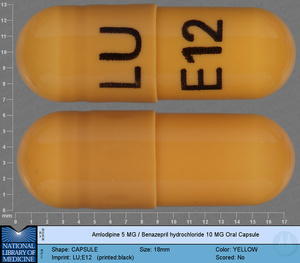 LU E12
mm
Amlodipine 5 MG / Benazepril hydrochloride 10 MG Oral Capsule
NATIONAL
LIBRARY OF
MEDICINE
Shape: CAPSULE Size: 18mm Color: YELLOW
Imprint: LU;E12 (printed;black) Scored: No